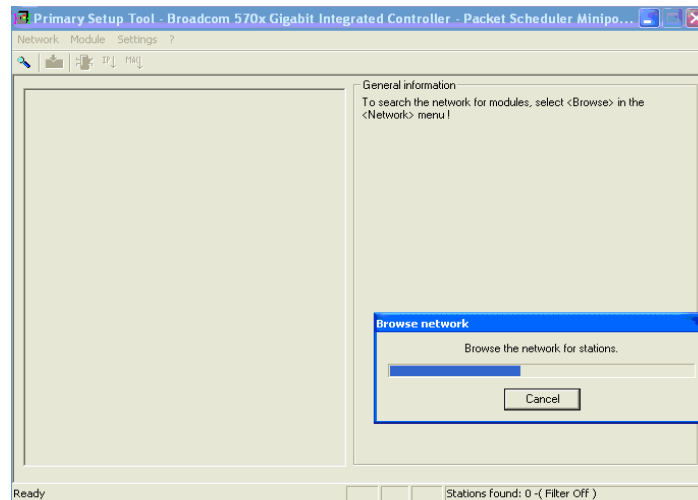 Primary Setup Tool - Broadcom 570x Gigabit Integrated Controller - Packet Scheduler Minipo...
Network Module Settings ?
IP MAC
General information
To search the network for modules, select <Browse> in the
<Network> menu !
Browse network
Browse the network for stations.
Cancel
Ready
Stations found: 0 -( Filter Off )